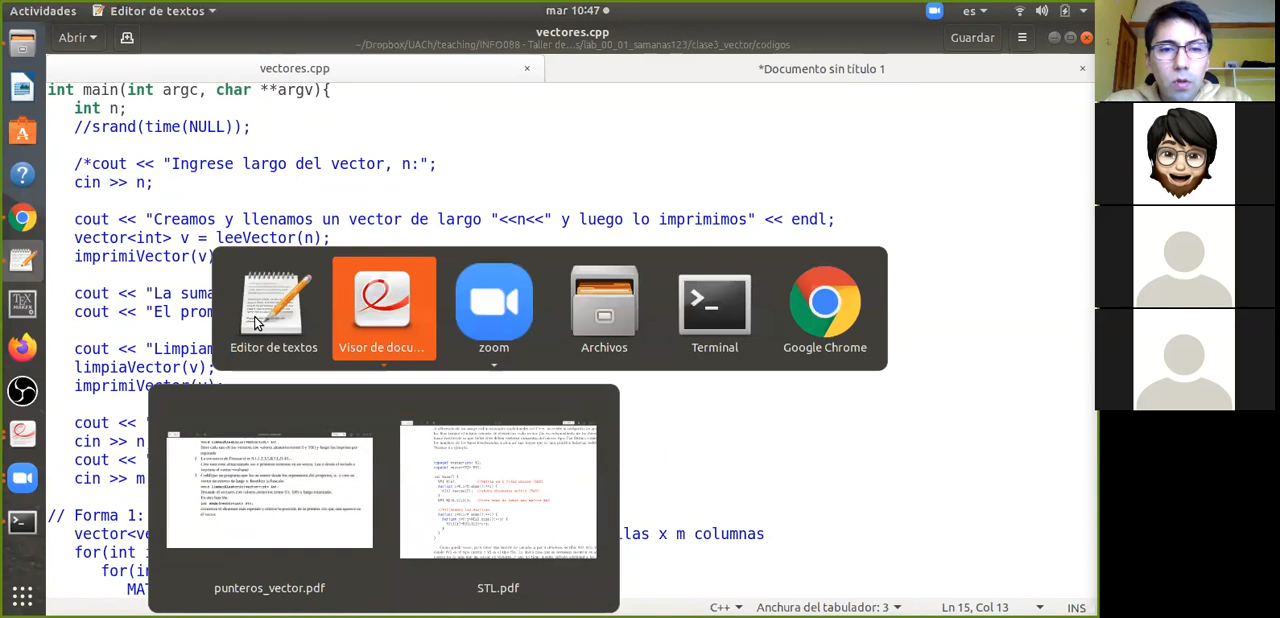 Actividades
Editor de textos
mar 10:47
es
Abrir
vectores.cpp
~/Dropbox/UACh/teaching/INFO088 - Taller de…s/lab_00_01_samanas123/clase3_vector/codigos
Guardar
vectores.cpp ×
*Documento sin título 1 ×
int main(int argc, char **argv){
int n;
//srand(time(NULL));
/*cout << "Ingrese largo del vector, n:";
cin >> n;
cout << "Creamos y llenamos un vector de largo "<<n<<" y luego lo imprimimos" << endl;
vector<int> v = leeVector(n);
imprimiVector(v)
cout << "La suma
cout << "El prom
cout << "Limpiam
limpiaVector(v);
imprimiVector(v);
cout << "
cin >> n
cout << "
cin >> m
// Forma 1:
vector<ve
llas x m columnas
for(int i
for(in
MAT
Editor de textos
Visor de docu...
zoom
Archivos
Terminal
Google Chrome
punteros_vector.pdf
STL.pdf
C++
Anchura del tabulador: 3
Ln 15, Col 13
INS